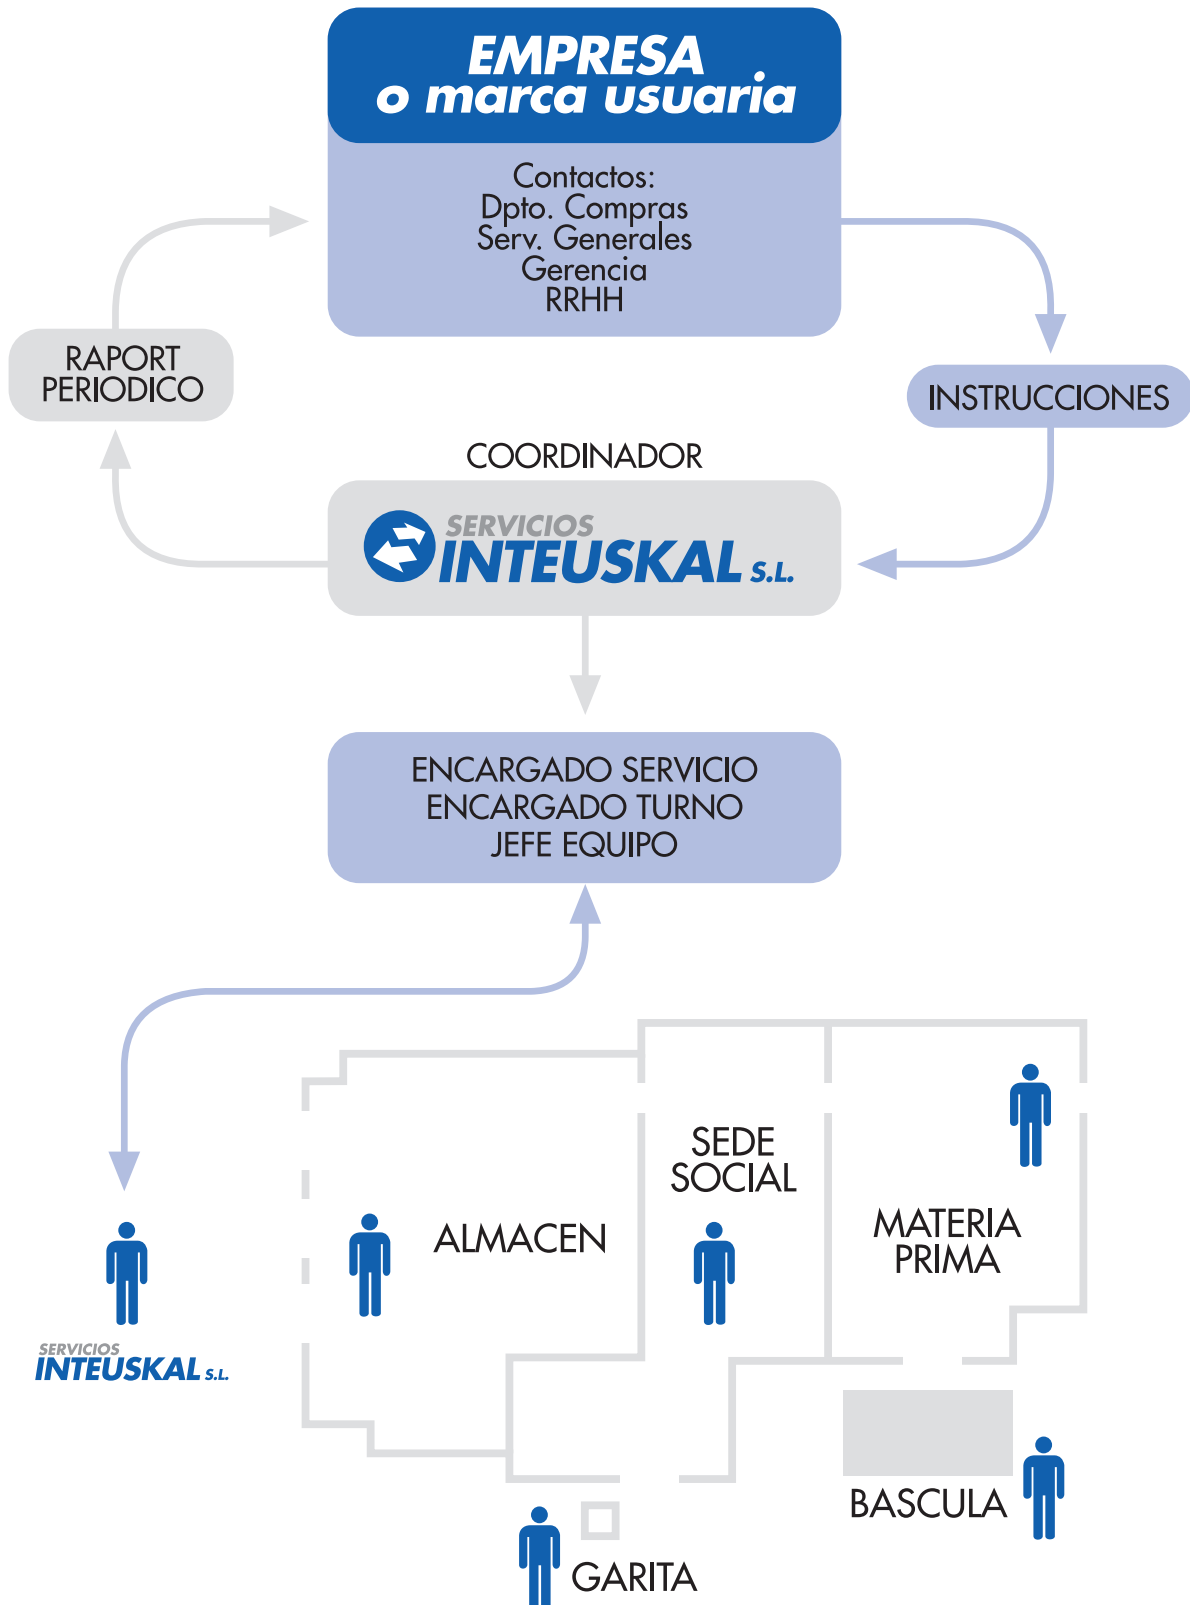 EMPRESA
o marca usuaria
Contactos:
Dpto. Compras
Serv. Generales
Gerencia
RRHH
RAPORT
PERIODICO
INSTRUCCIONES
COORDINADOR
SERVICIOS
INTEUSKAL S.L.
ENCARGADO SERVICIO
ENCARGADO TURNO
JEFE EQUIPO
SEDE
SOCIAL
ALMACEN
MATERIA
PRIMA
SERVICIOS
INTEUSKAL S.L.
BASCULA
GARITA